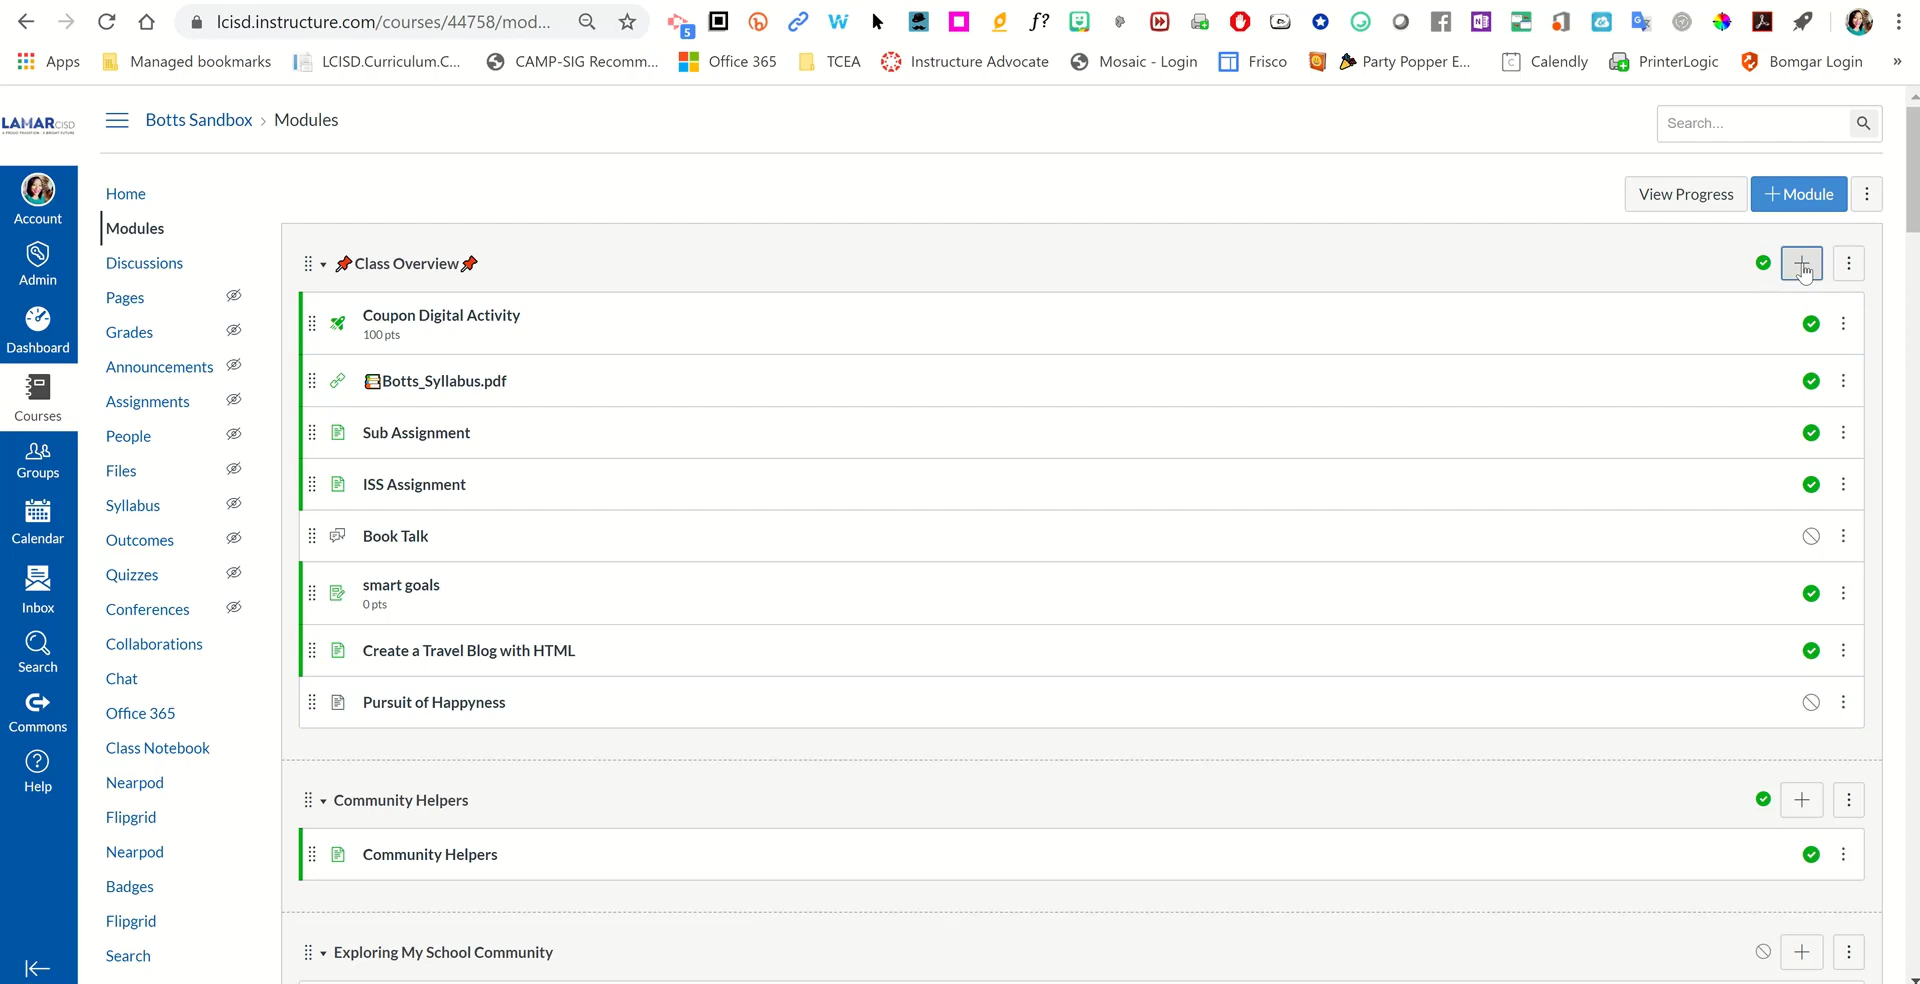 lcisd.instructure.com/courses/44758/mod...
5
W
f?
Apps
Managed bookmarks
LCISD.Curriculum.C...
CAMP-SIG Recomm...
Office 365
TCEA
Instructure Advocate
Mosaic - Login
Frisco
Party Popper E...
Calendly
PrinterLogic
Bomgar Login
»
LAMAR CISD
Botts Sandbox › Modules
Search...
Account
Admin
Dashboard
Courses
Groups
Calendar
Inbox
Search
Commons
Help
Home
Modules
Discussions
Pages
Grades
Announcements
Assignments
People
Files
Syllabus
Outcomes
Quizzes
Conferences
Collaborations
Chat
Office 365
Class Notebook
Nearpod
Flipgrid
Nearpod
Badges
Flipgrid
Search
View Progress
+ Module
📌Class Overview📌
Coupon Digital Activity
100 pts
Botts_Syllabus.pdf
Sub Assignment
ISS Assignment
Book Talk
smart goals
0 pts
Create a Travel Blog with HTML
Pursuit of Happyness
Community Helpers
Community Helpers
Exploring My School Community